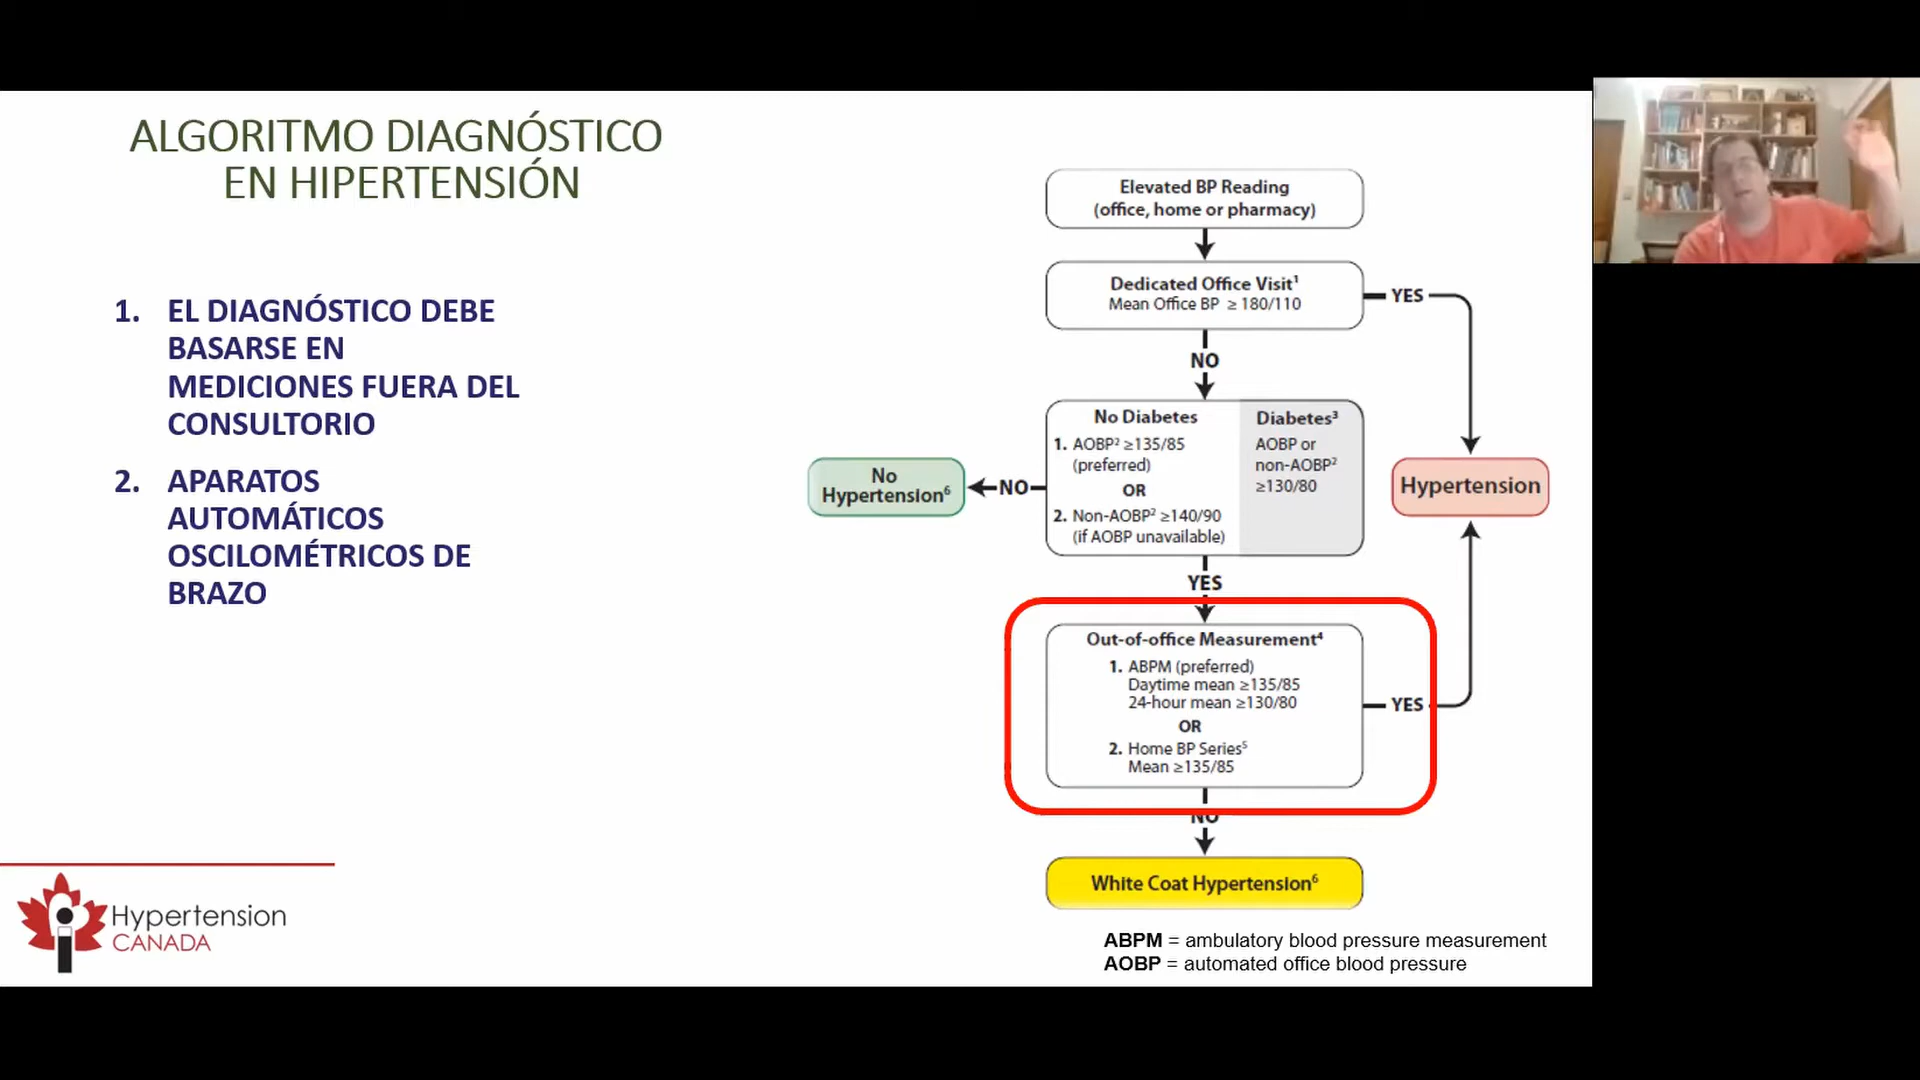 ALGORITMO DIAGNÓSTICO
EN HIPERTENSIÓN
1. EL DIAGNÓSTICO DEBE
BASARSE EN
MEDICIONES FUERA DEL
CONSULTORIO
2. APARATOS
AUTOMÁTICOS
OSCILOMÉTRICOS DE
BRAZO
Hypertension
CANADA
Elevated BP Reading
(office, home or pharmacy)
Dedicated Office Visit¹
Mean Office BP ≥ 180/110
YES
NO
No Diabetes
1. AOBP² ≥135/85
(preferred)
OR
2. Non-AOBP² ≥140/90
(if AOBP unavailable)
Diabetes³
AOBP or
non-AOBP²
≥130/80
NO
No
Hypertension⁶
Hypertension
YES
Out-of-office Measurement⁴
1. ABPM (preferred)
Daytime mean ≥135/85
24-hour mean ≥130/80
OR
2. Home BP Series⁵
Mean ≥135/85
YES
NO
White Coat Hypertension⁶
ABPM = ambulatory blood pressure measurement
AOBP = automated office blood pressure